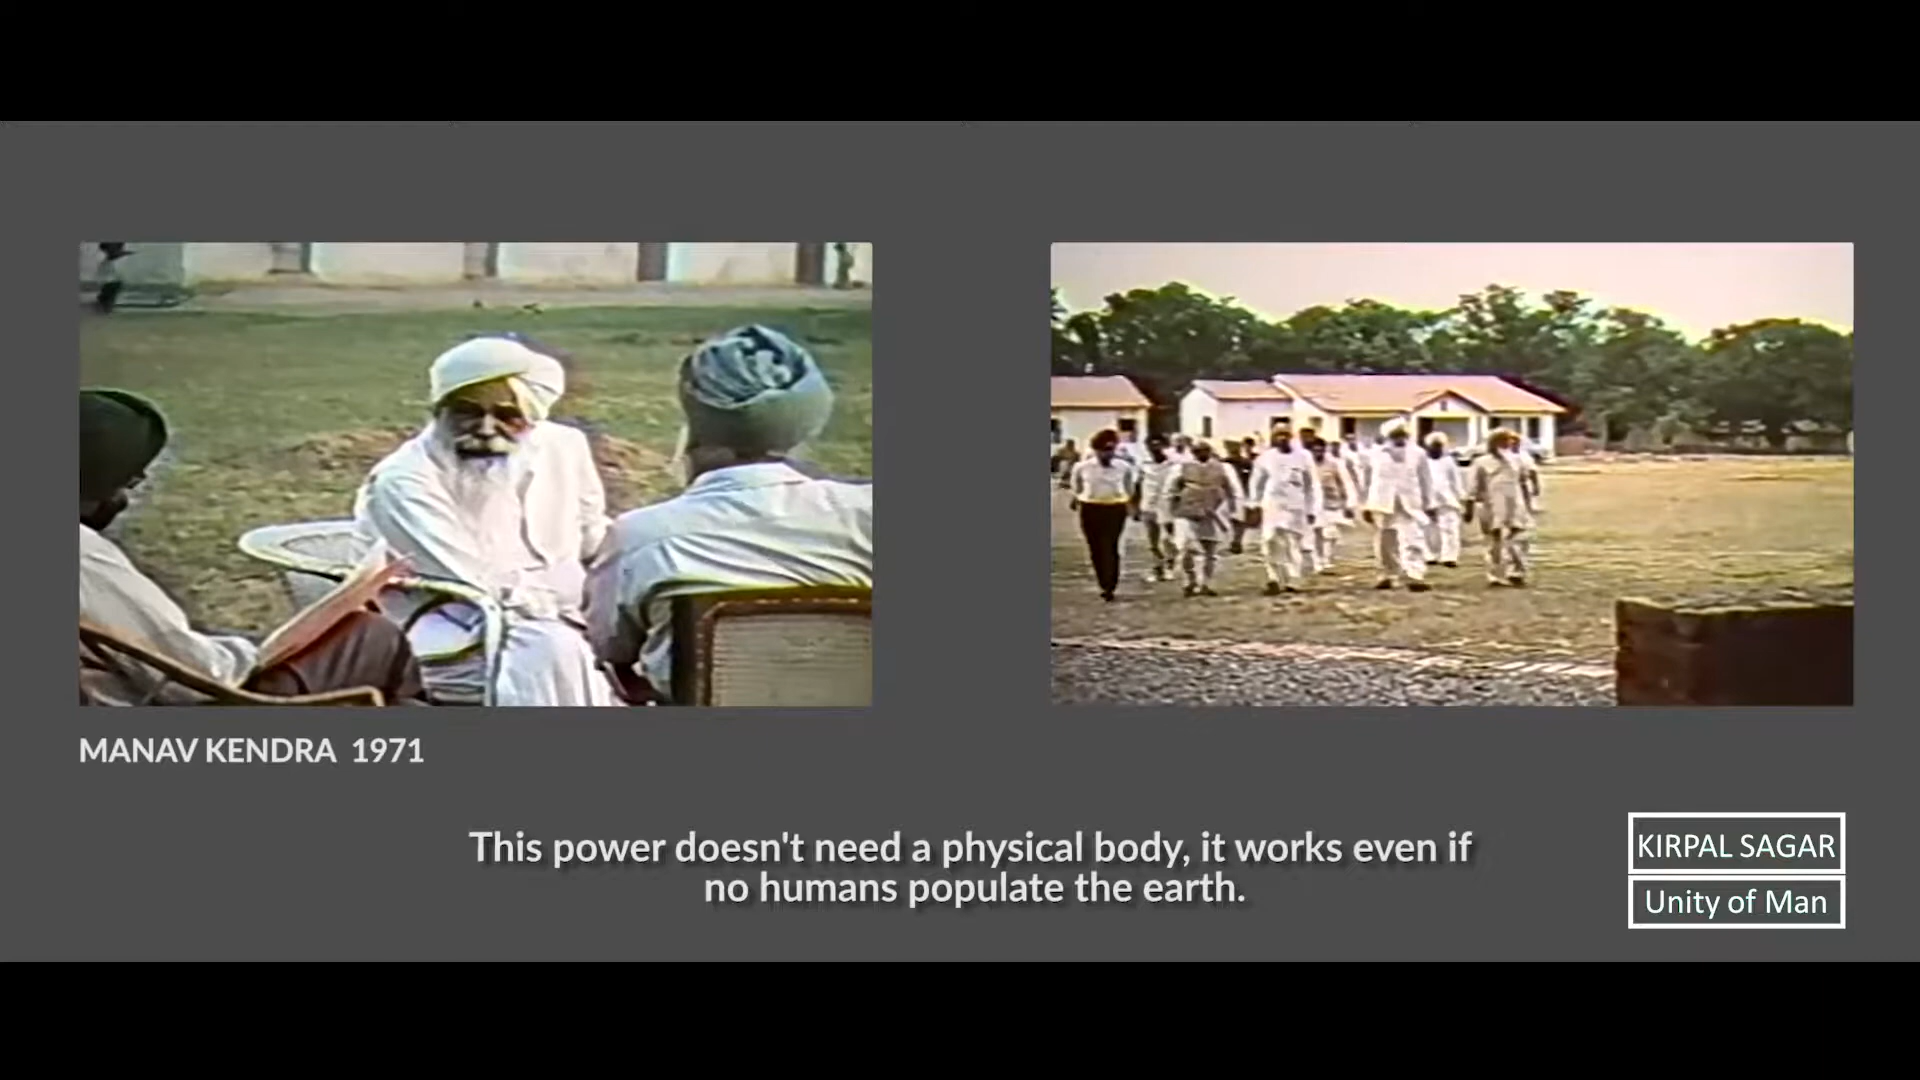 MANAV KENDRA 1971
This power doesn't need a physical body, it works even if
no humans populate the earth.
KIRPAL SAGAR
Unity of Man